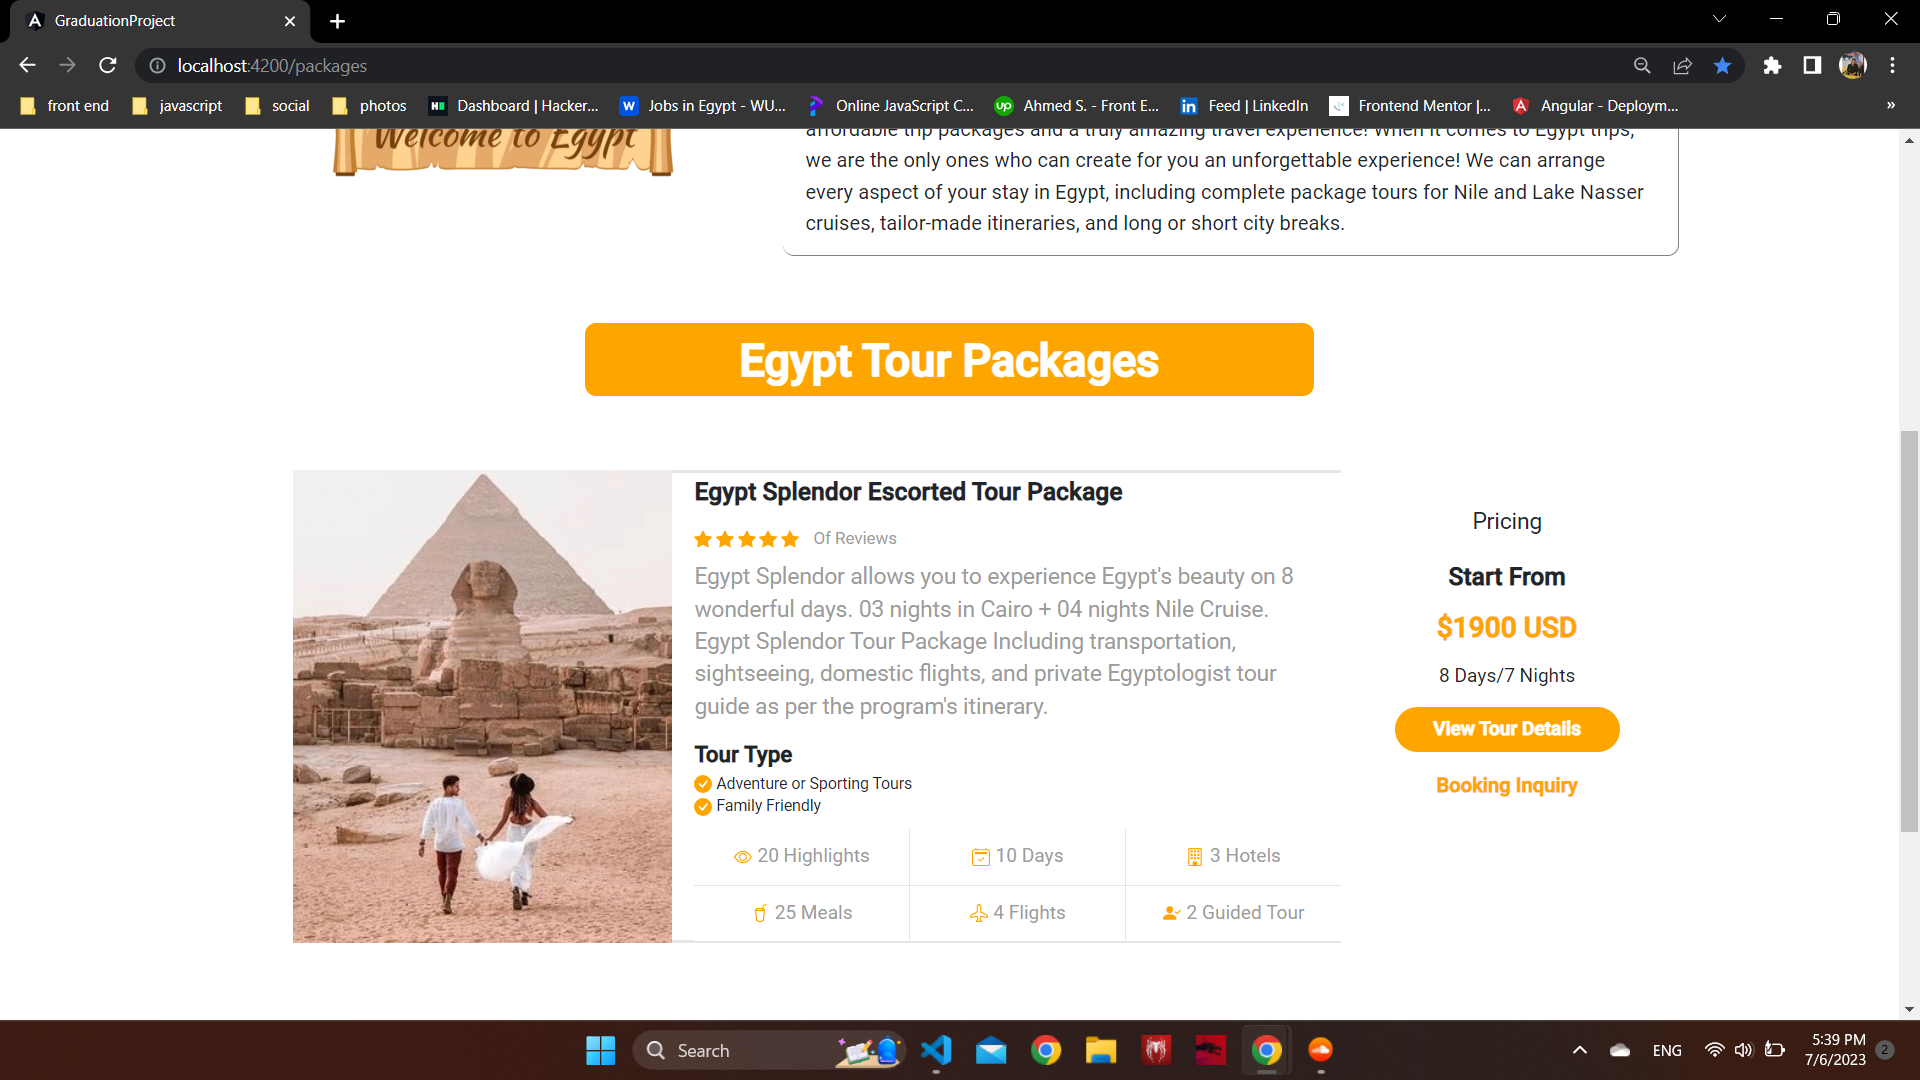 GraduationProject
localhost:4200/packages
front end
javascript
social
photos
Dashboard | Hacker...
Jobs in Egypt - WU...
Online JavaScript C...
Ahmed S. - Front E...
Feed | LinkedIn
Frontend Mentor |...
Angular - Deploym...
Welcome to Egypt
affordable trip packages and a truly amazing travel experience! When it comes to Egypt trips,
we are the only ones who can create for you an unforgettable experience! We can arrange
every aspect of your stay in Egypt, including complete package tours for Nile and Lake Nasser
cruises, tailor-made itineraries, and long or short city breaks.
Egypt Tour Packages
Egypt Splendor Escorted Tour Package
Of Reviews
Egypt Splendor allows you to experience Egypt's beauty on 8
wonderful days. 03 nights in Cairo + 04 nights Nile Cruise.
Egypt Splendor Tour Package Including transportation,
sightseeing, domestic flights, and private Egyptologist tour
guide as per the program's itinerary.
Tour Type
Adventure or Sporting Tours
Family Friendly
20 Highlights
10 Days
3 Hotels
25 Meals
4 Flights
2 Guided Tour
Pricing
Start From
$1900 USD
8 Days/7 Nights
View Tour Details
Booking Inquiry
Search
ENG
5:39 PM
7/6/2023
2